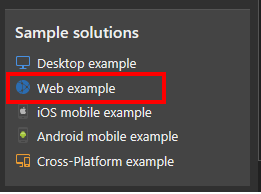 Sample solutions
Desktop example
Web example
iOS mobile example
Android mobile example
Cross-Platform example